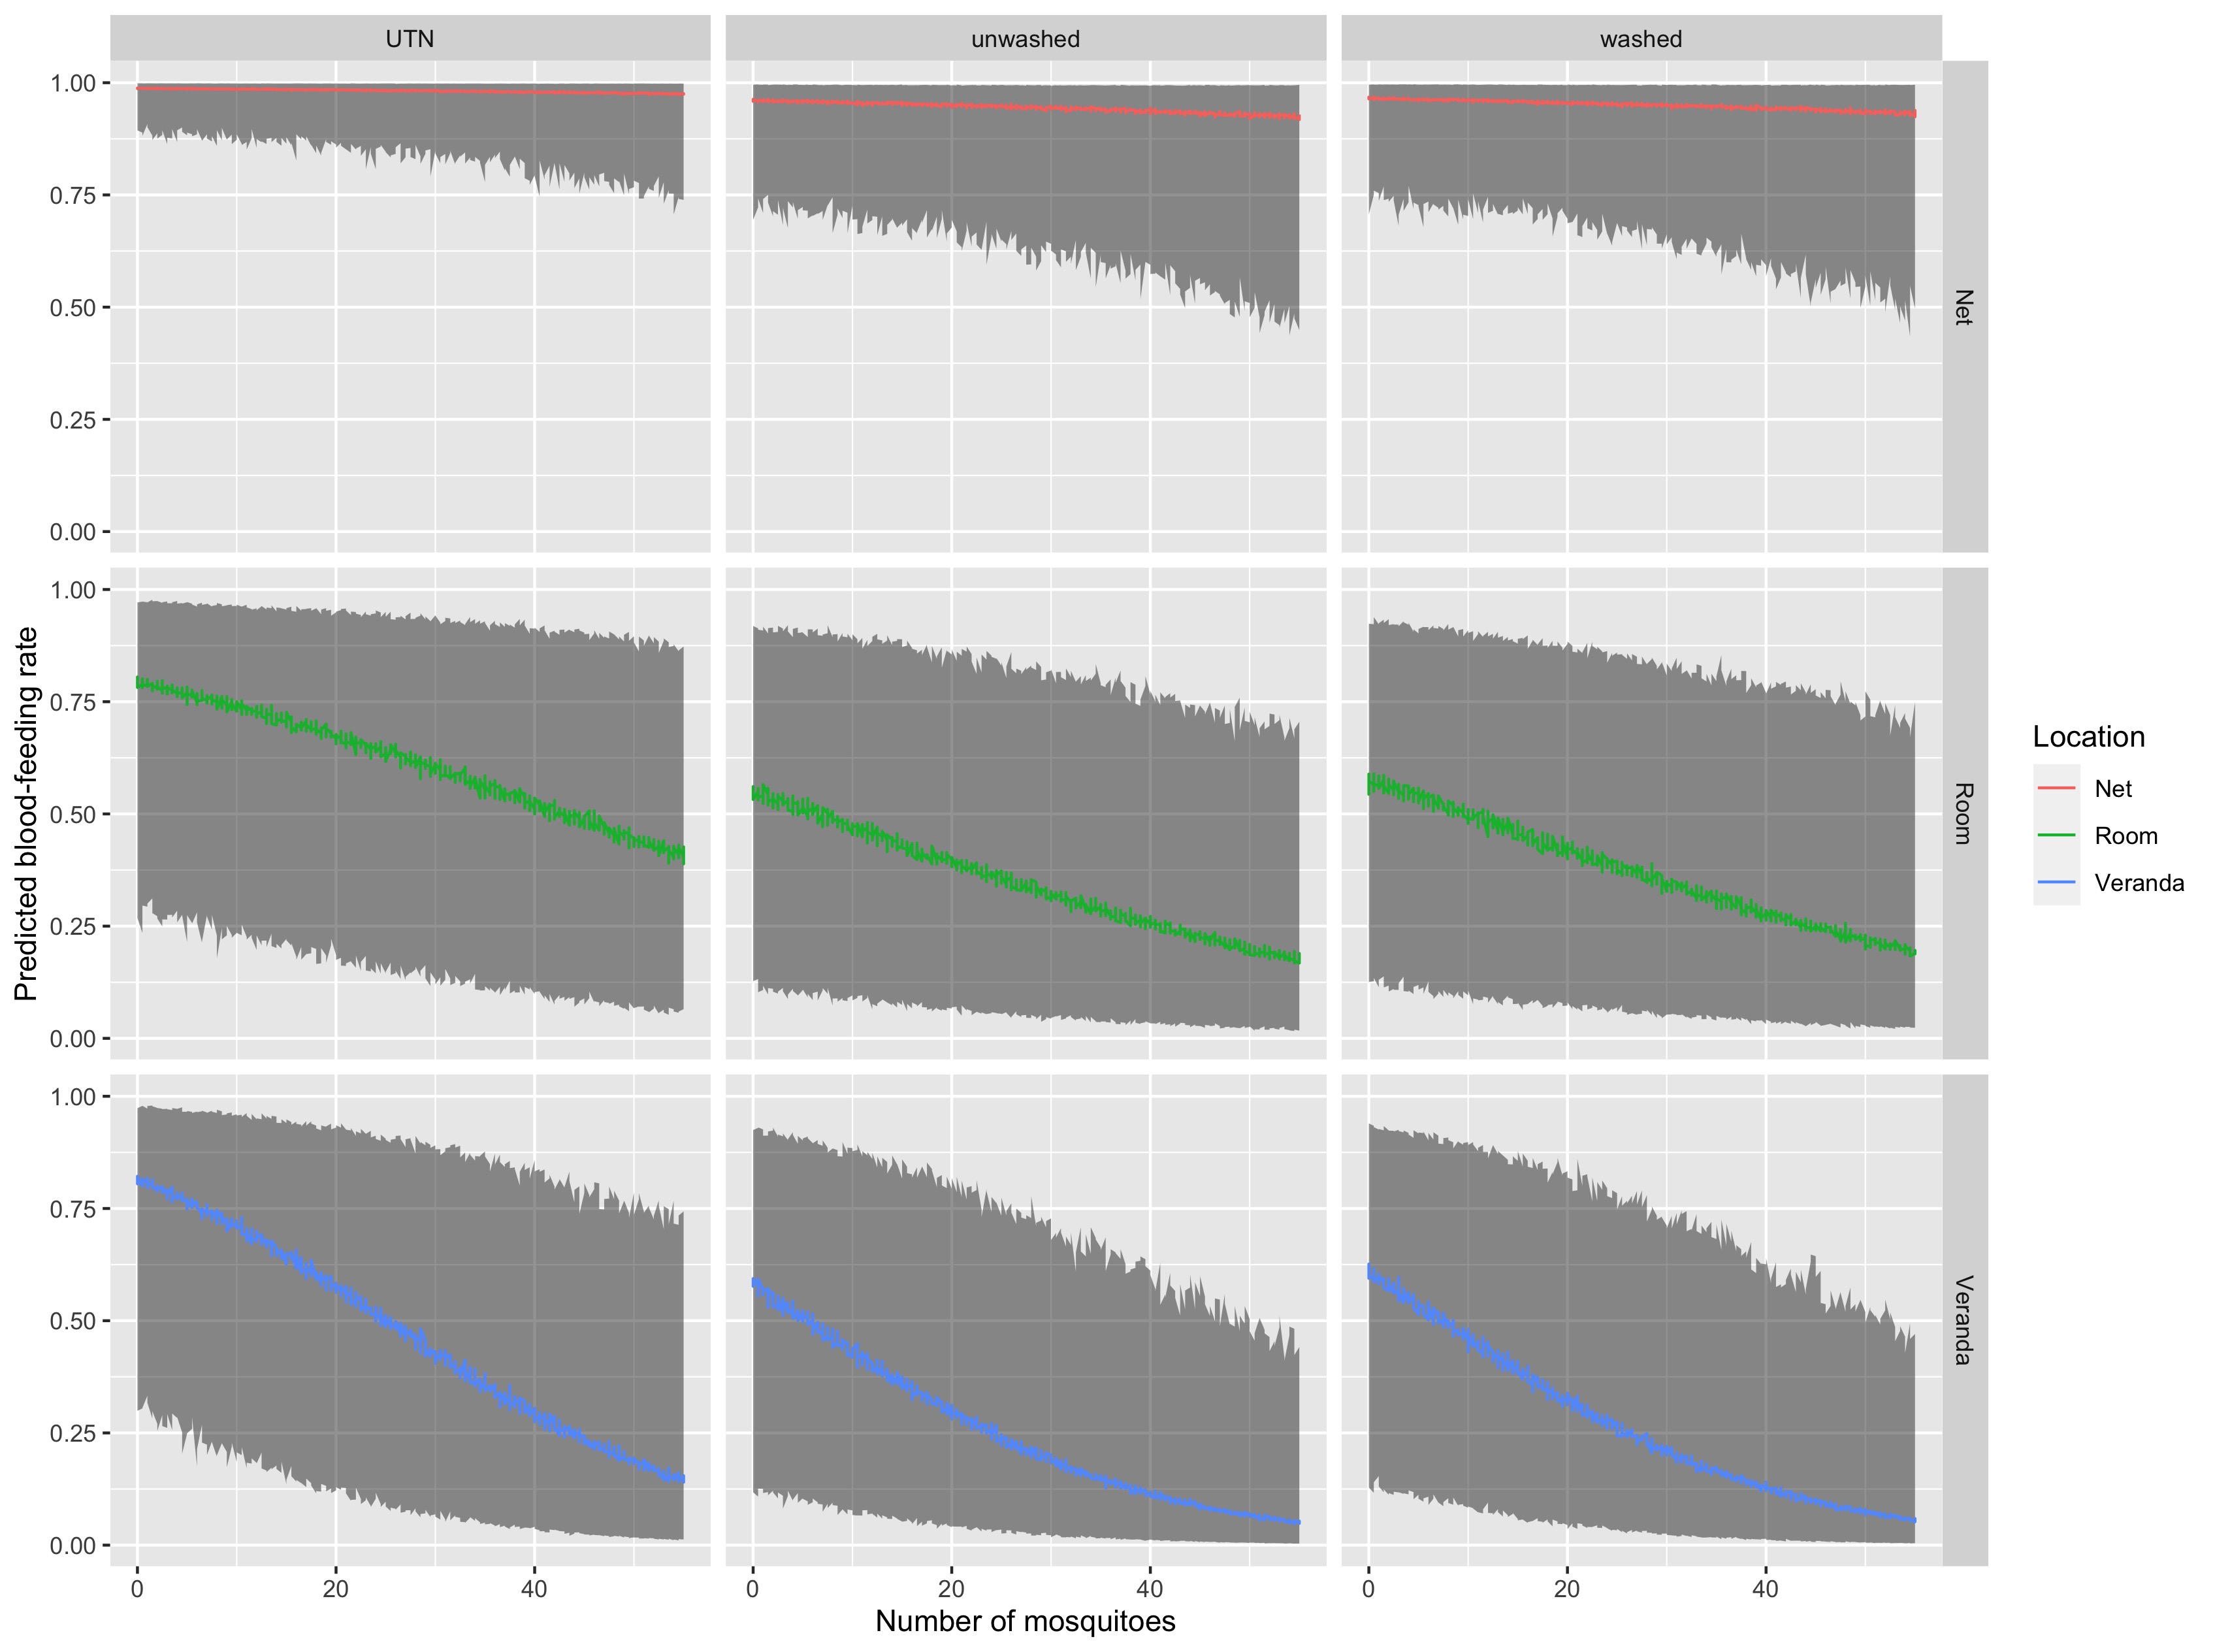 UTN
unwashed
washed
1.00
0.75
0.50
0.25
0.00
Net
1.00
0.75
0.50
0.25
0.00
Room
1.00
0.75
0.50
0.25
0.00
Veranda
Predicted blood-feeding rate
0 20 40
0 20 40
0 20 40
Number of mosquitoes
Location
Net
Room
Veranda